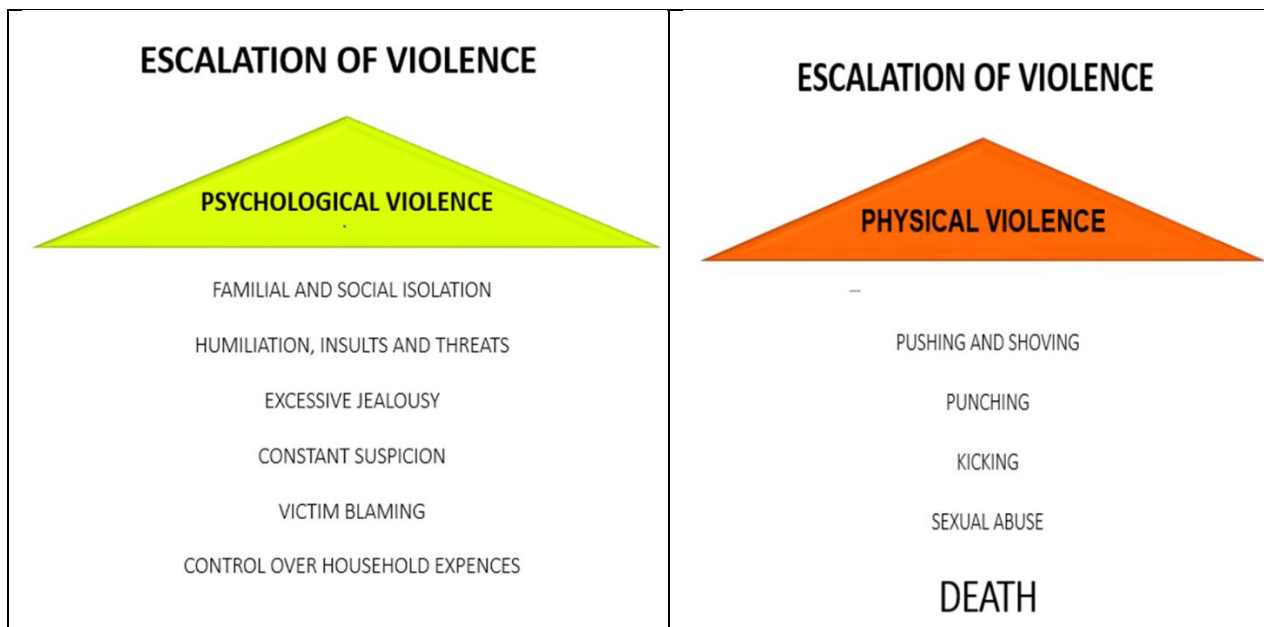 ESCALATION OF VIOLENCE
PSYCHOLOGICAL VIOLENCE
.
FAMILIAL AND SOCIAL ISOLATION
HUMILIATION, INSULTS AND THREATS
EXCESSIVE JEALOUSY
CONSTANT SUSPICION
VICTIM BLAMING
CONTROL OVER HOUSEHOLD EXPENCES
ESCALATION OF VIOLENCE
PHYSICAL VIOLENCE
–
PUSHING AND SHOVING
PUNCHING
KICKING
SEXUAL ABUSE
DEATH